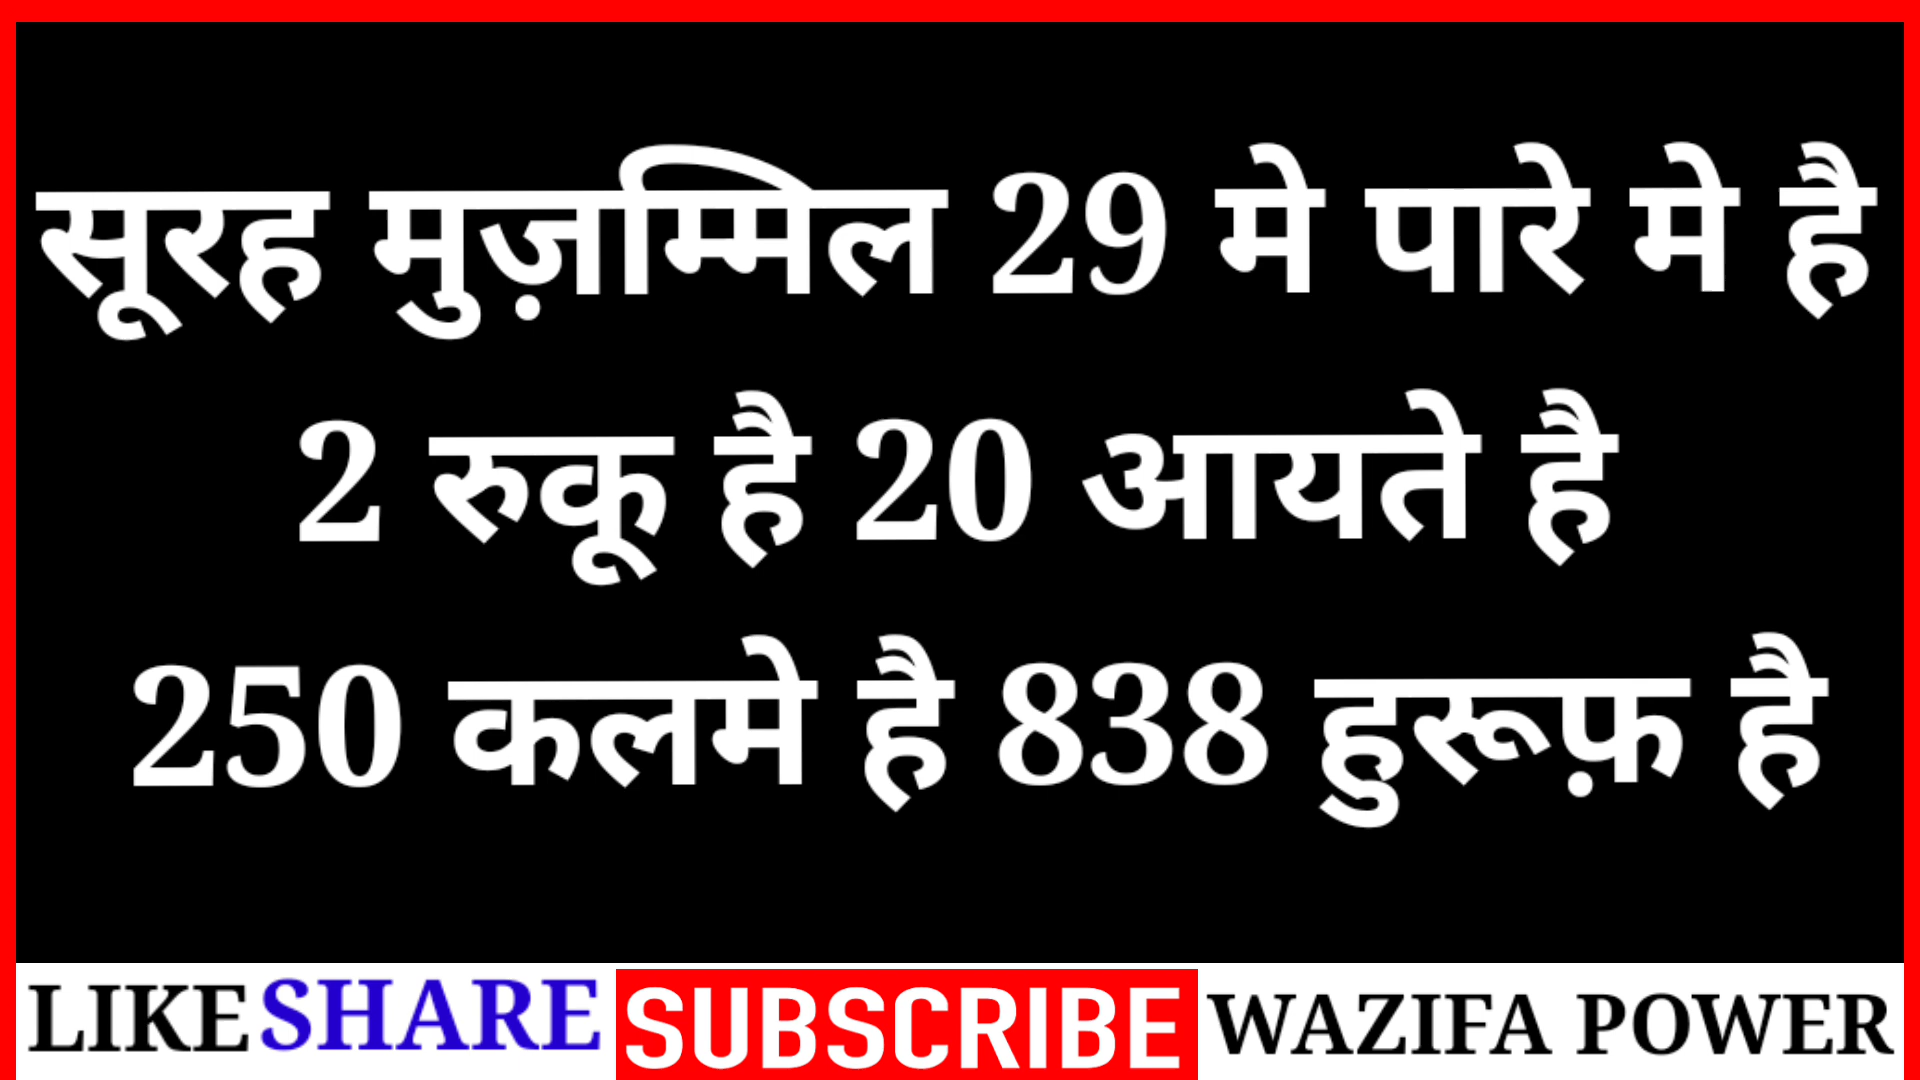 सूरह मुज़म्मिल 29 मे पारे मे है
2 रुकू है 20 आयते है
250 कलमे है 838 हुरूफ़ है
LIKE SHARE SUBSCRIBE WAZIFA POWER